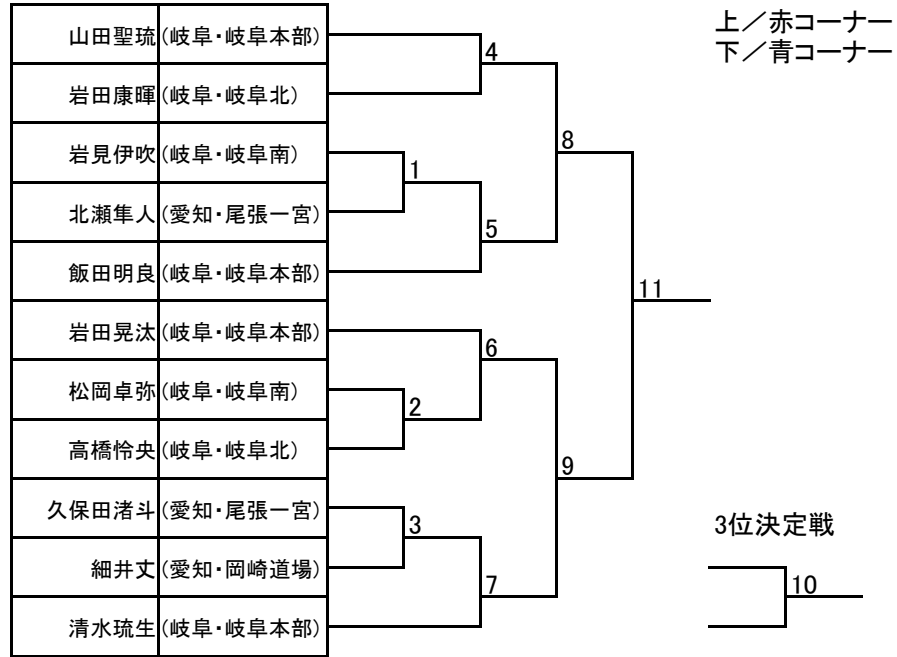 上／赤コーナー
下／青コーナー
山田聖琉(岐阜・岐阜本部)
4
岩田康暉(岐阜・岐阜北)
8
岩見伊吹(岐阜・岐阜南)
1
北瀬隼人(愛知・尾張一宮)
5
飯田明良(岐阜・岐阜本部)
11
岩田晃汰(岐阜・岐阜本部)
6
松岡卓弥(岐阜・岐阜南)
2
高橋怜央(岐阜・岐阜北)
9
久保田渚斗(愛知・尾張一宮)
3
3位決定戦
細井丈(愛知・岡崎道場)
7
10
清水琉生(岐阜・岐阜本部)